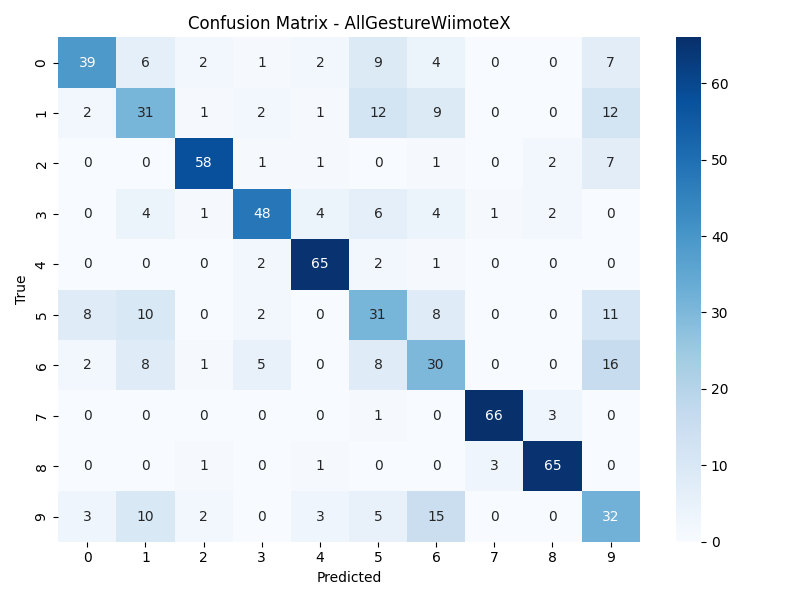 Confusion Matrix - AllGestureWiimoteX
0 39 6 2 1 2 9 4 0 0 7
1 2 31 1 2 1 12 9 0 0 12
2 0 0 58 1 1 0 1 0 2 7
3 0 4 1 48 4 6 4 1 2 0
4 0 0 0 2 65 2 1 0 0 0
5 8 10 0 2 0 31 8 0 0 11
6 2 8 1 5 0 8 30 0 0 16
7 0 0 0 0 0 1 0 66 3 0
8 0 0 1 0 1 0 0 3 65 0
9 3 10 2 0 3 5 15 0 0 32
0 1 2 3 4 5 6 7 8 9
Predicted
True
60
50
40
30
20
10
0